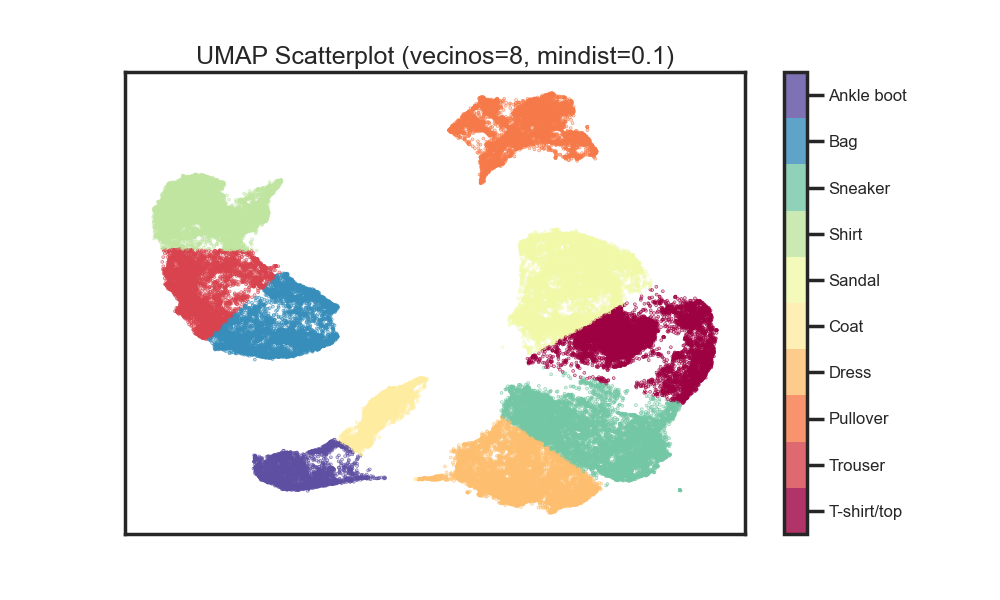 UMAP Scatterplot (vecinos=8, mindist=0.1)
Ankle boot
Bag
Sneaker
Shirt
Sandal
Coat
Dress
Pullover
Trouser
T-shirt/top